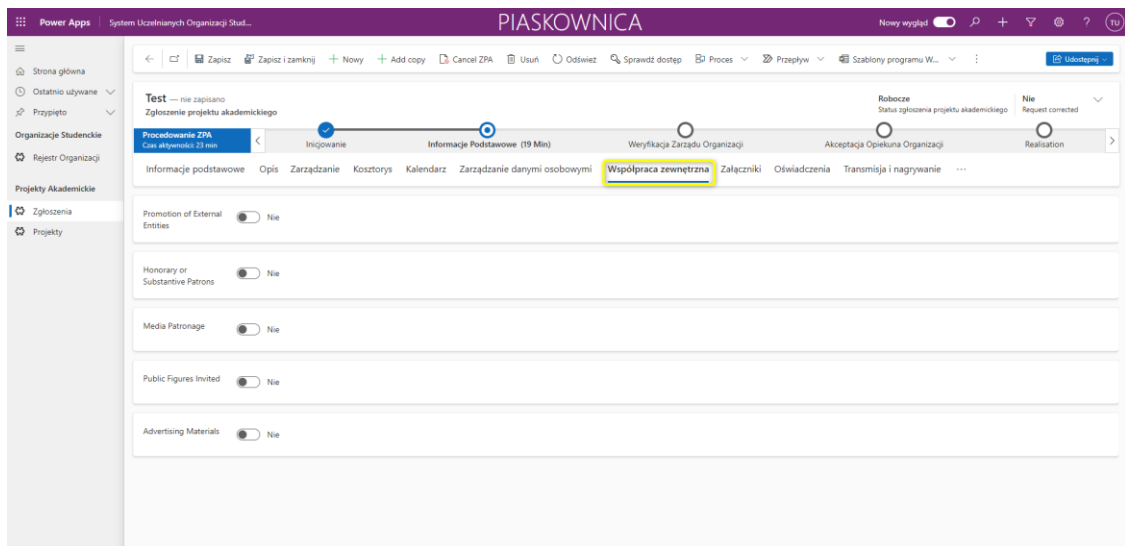 Power Apps System Uczelnianych Organizacji Stud... PIASKOWNICA Nowy wygląd TU
Zapisz Zapisz i zamknij Nowy Add copy Cancel ZPA Usuń Odśwież Sprawdź dostęp Proces Przepływ Szablony programu W... Udostępnij
Strona główna
Ostatnio używane
Przypięto
Organizacje Studenckie
Rejestr Organizacji
Projekty Akademickie
Zgłoszenia
Projekty
Test — nie zapisano
Zgłoszenie projektu akademickiego
Robocze
Status zgłoszenia projektu akademickiego
Nie
Request corrected
Procedowanie ZPA
Czas aktywności: 23 min
Inicjowanie Informacje Podstawowe (19 Min) Weryfikacja Zarządu Organizacji Akceptacja Opiekuna Organizacji Realisation
Informacje podstawowe Opis Zarządzanie Kosztorys Kalendarz Zarządzanie danymi osobowymi Współpraca zewnętrzna Załączniki Oświadczenia Transmisja i nagrywanie ...
Promotion of External
Entities
Nie
Honorary or
Substantive Patrons
Nie
Media Patronage Nie
Public Figures Invited Nie
Advertising Materials Nie